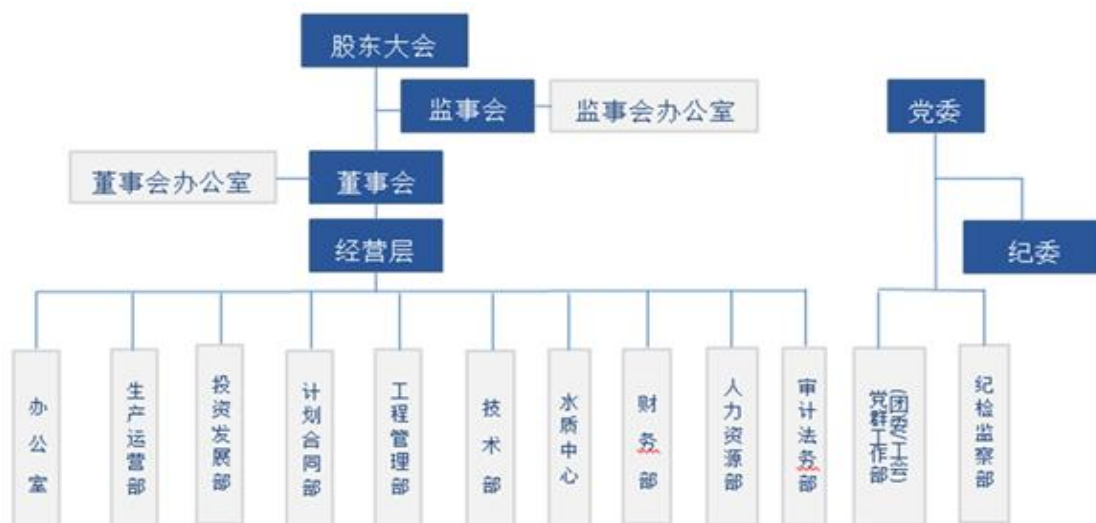 股东大会
监事会
监事会办公室
党委
董事会办公室
董事会
经营层
纪委
办公室
生产运营部
投资发展部
计划合同部
工程管理部
技术部
水质中心
财务部
人力资源部
审计法务部
党群工作部
(团委/工会)
纪检监察部